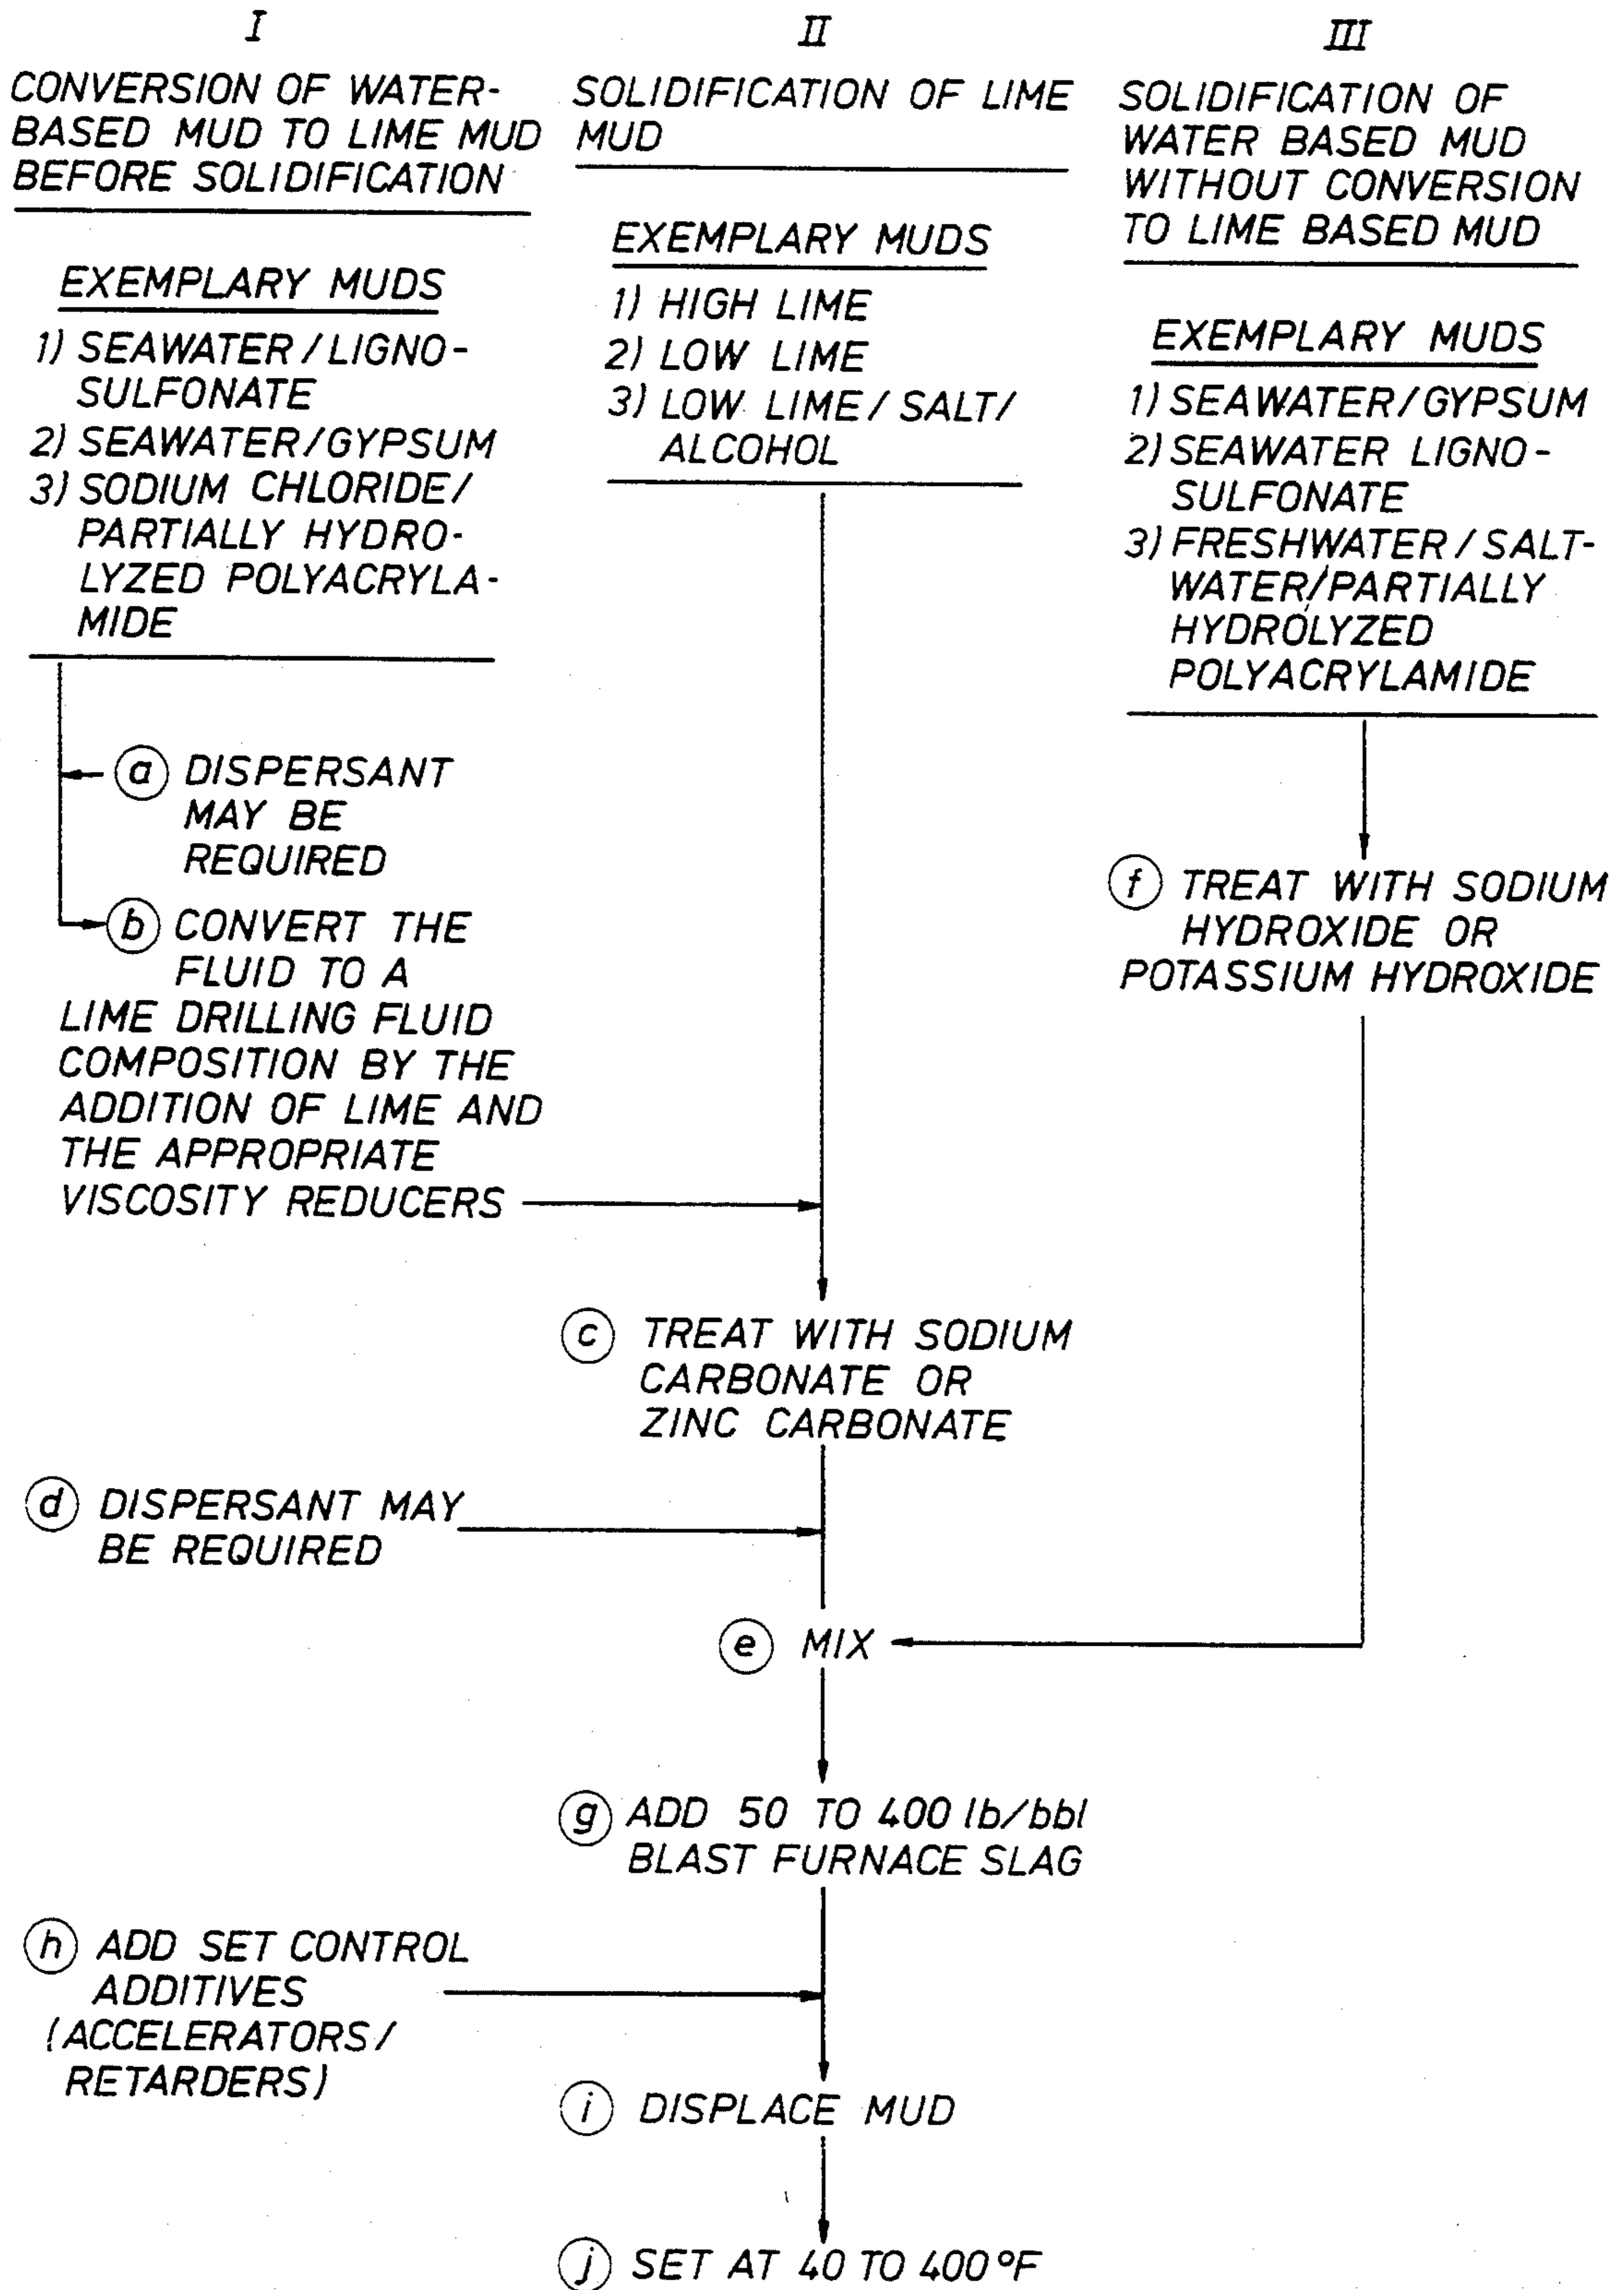 I
CONVERSION OF WATER-
BASED MUD TO LIME MUD
BEFORE SOLIDIFICATION
EXEMPLARY MUDS
1) SEAWATER / LIGNO-
SULFONATE
2) SEAWATER/GYPSUM
3) SODIUM CHLORIDE/
PARTIALLY HYDRO-
LYZED POLYACRYLA-
MIDE
a DISPERSANT
MAY BE
REQUIRED
b CONVERT THE
FLUID TO A
LIME DRILLING FLUID
COMPOSITION BY THE
ADDITION OF LIME AND
THE APPROPRIATE
VISCOSITY REDUCERS
II
SOLIDIFICATION OF LIME
MUD
EXEMPLARY MUDS
1) HIGH LIME
2) LOW LIME
3) LOW LIME / SALT/
ALCOHOL
III
SOLIDIFICATION OF
WATER BASED MUD
WITHOUT CONVERSION
TO LIME BASED MUD
EXEMPLARY MUDS
1) SEAWATER/GYPSUM
2) SEAWATER LIGNO-
SULFONATE
3) FRESHWATER / SALT-
WATER/PARTIALLY
HYDROLYZED
POLYACRYLAMIDE
f TREAT WITH SODIUM
HYDROXIDE OR
POTASSIUM HYDROXIDE
c TREAT WITH SODIUM
CARBONATE OR
ZINC CARBONATE
d DISPERSANT MAY
BE REQUIRED
e MIX
g ADD 50 TO 400 lb/bbl
BLAST FURNACE SLAG
h ADD SET CONTROL
ADDITIVES
(ACCELERATORS/
RETARDERS)
i DISPLACE MUD
j SET AT 40 TO 400°F